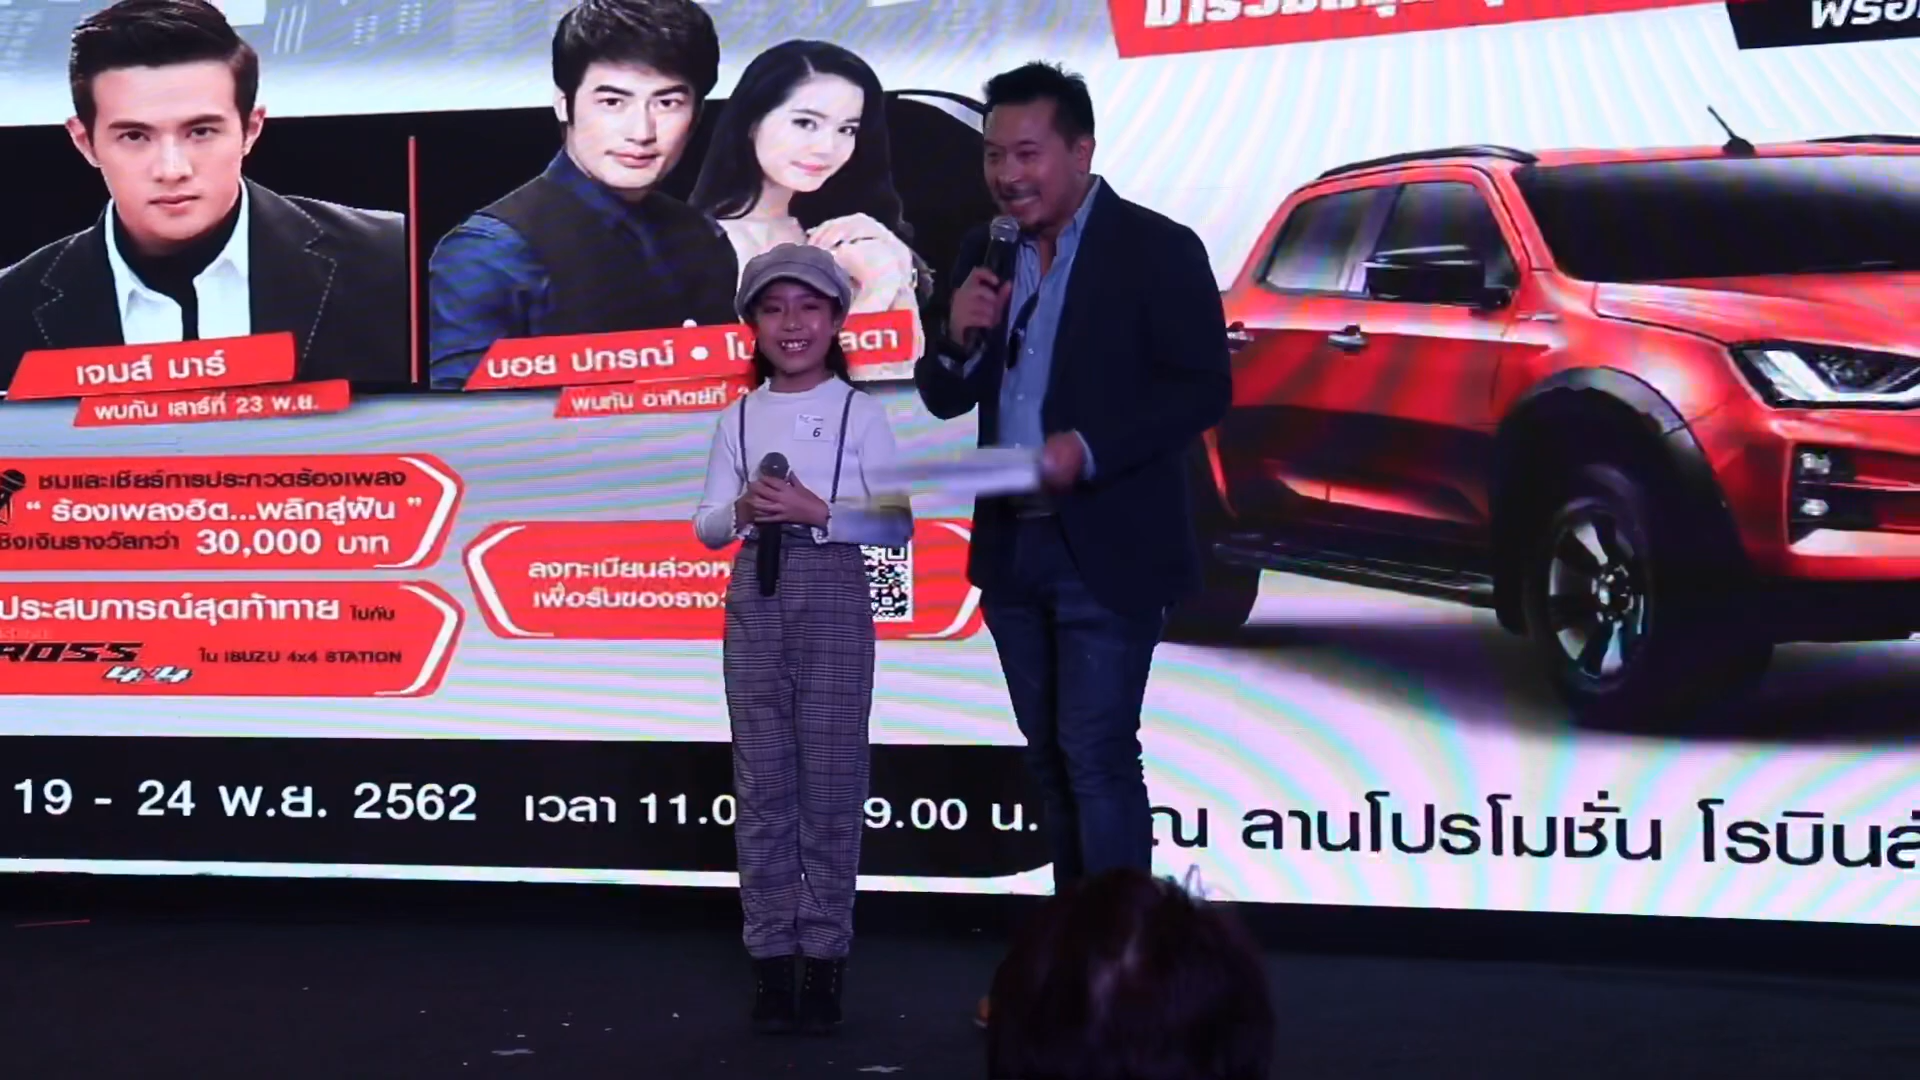 พร้อ
เจมส์ มาร์
พบกัน เสาร์ที่ 23 พ.ย.
บอย ปกรณ์ •
พบกัน อาทิตย์ที่
6
ชมและเชียร์การประกวดร้องเพลง
“ ร้องเพลงฮิต...พลิกสู่ฝัน ”
ชิงเงินรางวัลกว่า 30,000 บาท
ลงทะเบียนล่วงห
เพื่อรับของราง
ประสบการณ์สุดท้าทาย ไปกับ
ROSS 4x4 ใน ISUZU 4x4 STATION
19 - 24 พ.ย. 2562 เวลา 11.0 9.00 น. ณ ลานโปรโมชั่น โรบินส